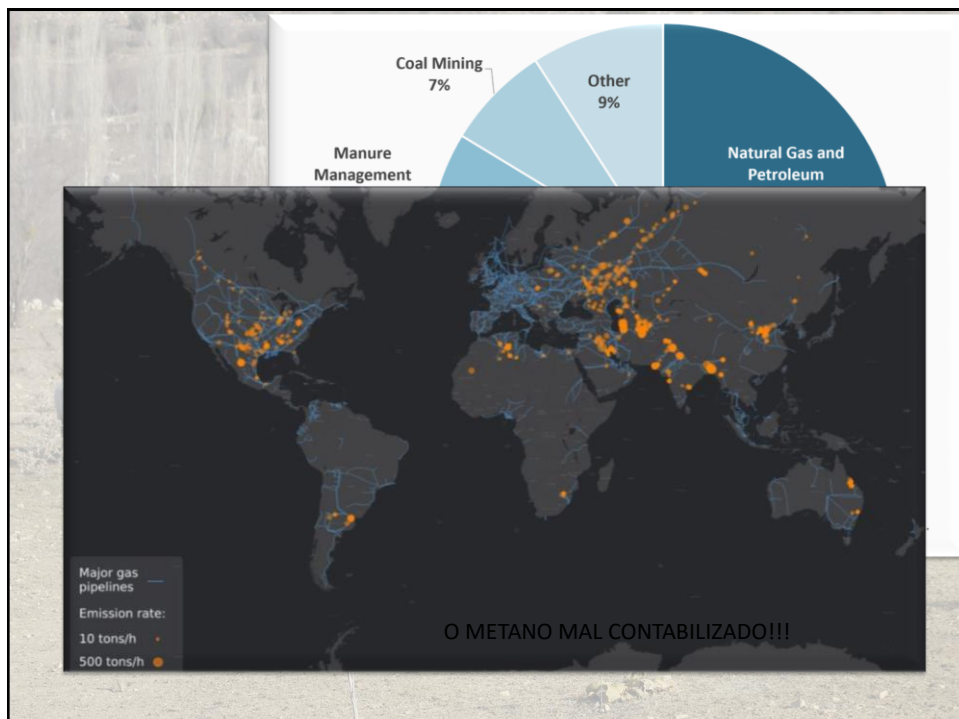 Coal Mining
7%
Other
9%
Manure
Management
Natural Gas and
Petroleum
Major gas
pipelines
Emission rate:
10 tons/h
500 tons/h
O METANO MAL CONTABILIZADO!!!